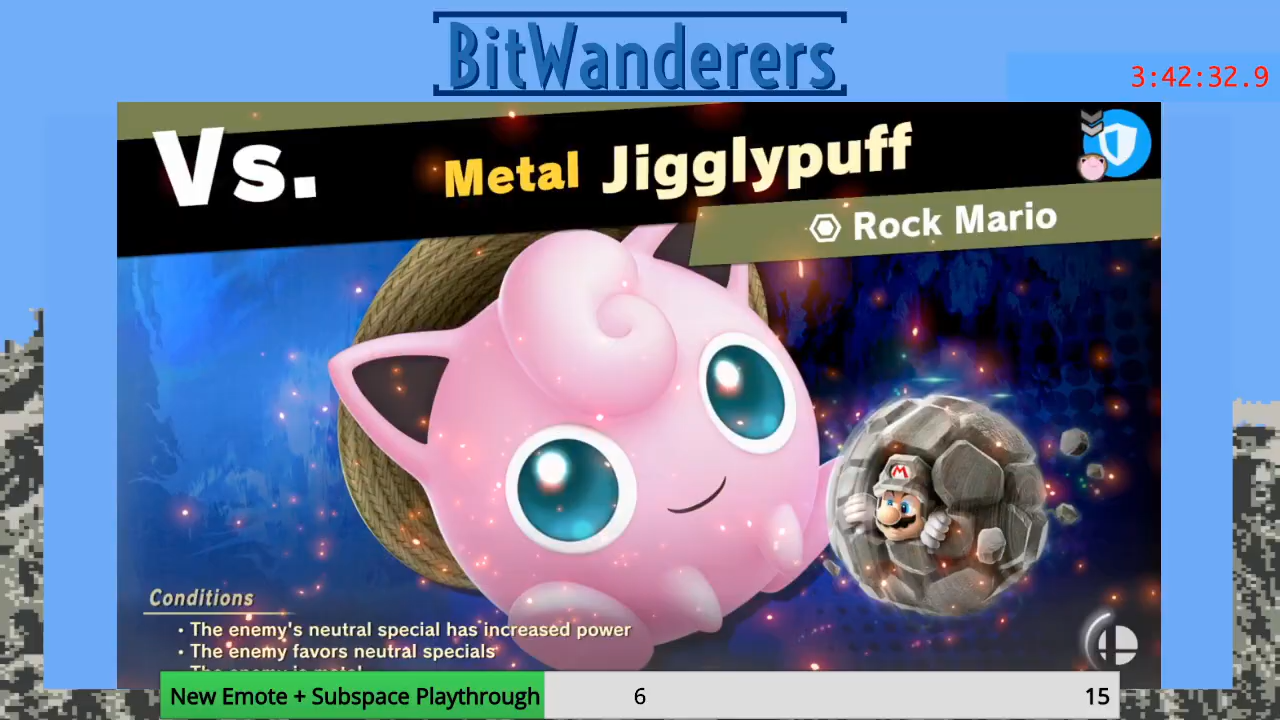 BitWanderers
3:42:32.9
Vs. Metal Jigglypuff
Rock Mario
M
Conditions
• The enemy's neutral special has increased power
• The enemy favors neutral specials
New Emote + Subspace Playthrough 6 15